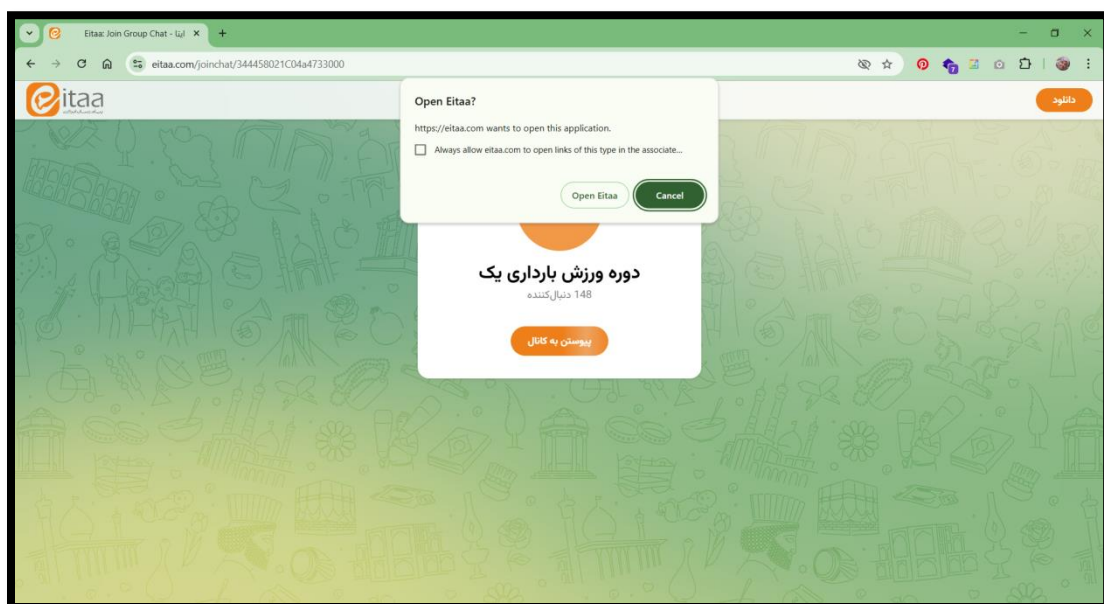 Eitaa: Join Group Chat - ایتا
eitaa.com/joinchat/344458021C04a4733000
eitaa
دانلود
Open Eitaa?
https://eitaa.com wants to open this application.
Always allow eitaa.com to open links of this type in the associate...
Open Eitaa
Cancel
دوره ورزش بارداری یک
148 دنبال‌کننده
پیوستن به کانال